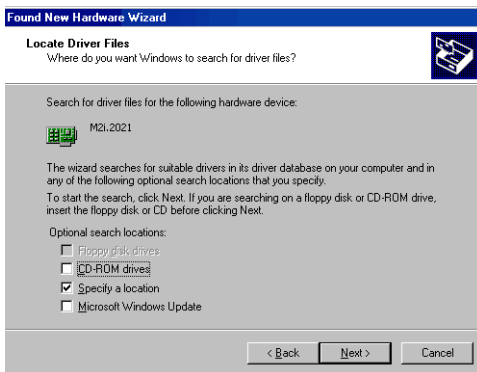 Found New Hardware Wizard
Locate Driver Files
Where do you want Windows to search for driver files?
Search for driver files for the following hardware device:
M2i.2021
The wizard searches for suitable drivers in its driver database on your computer and in
any of the following optional search locations that you specify.
To start the search, click Next. If you are searching on a floppy disk or CD-ROM drive,
insert the floppy disk or CD before clicking Next.
Optional search locations:
Floppy disk drives
CD-ROM drives
Specify a location
Microsoft Windows Update
< Back Next > Cancel